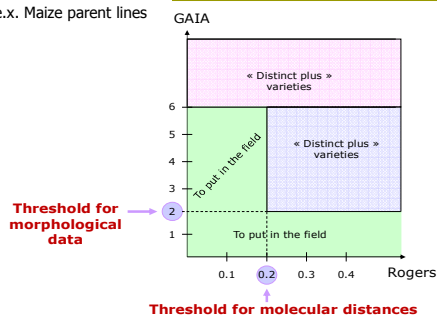 e.x. Maize parent lines
GAIA
« Distinct plus »
varieties
6
5
4
3
2
1
« Distinct plus »
varieties
To put in the field
Threshold for
morphological
data
To put in the field
0.1
0.2
0.3
0.4
Rogers
Threshold for molecular distances